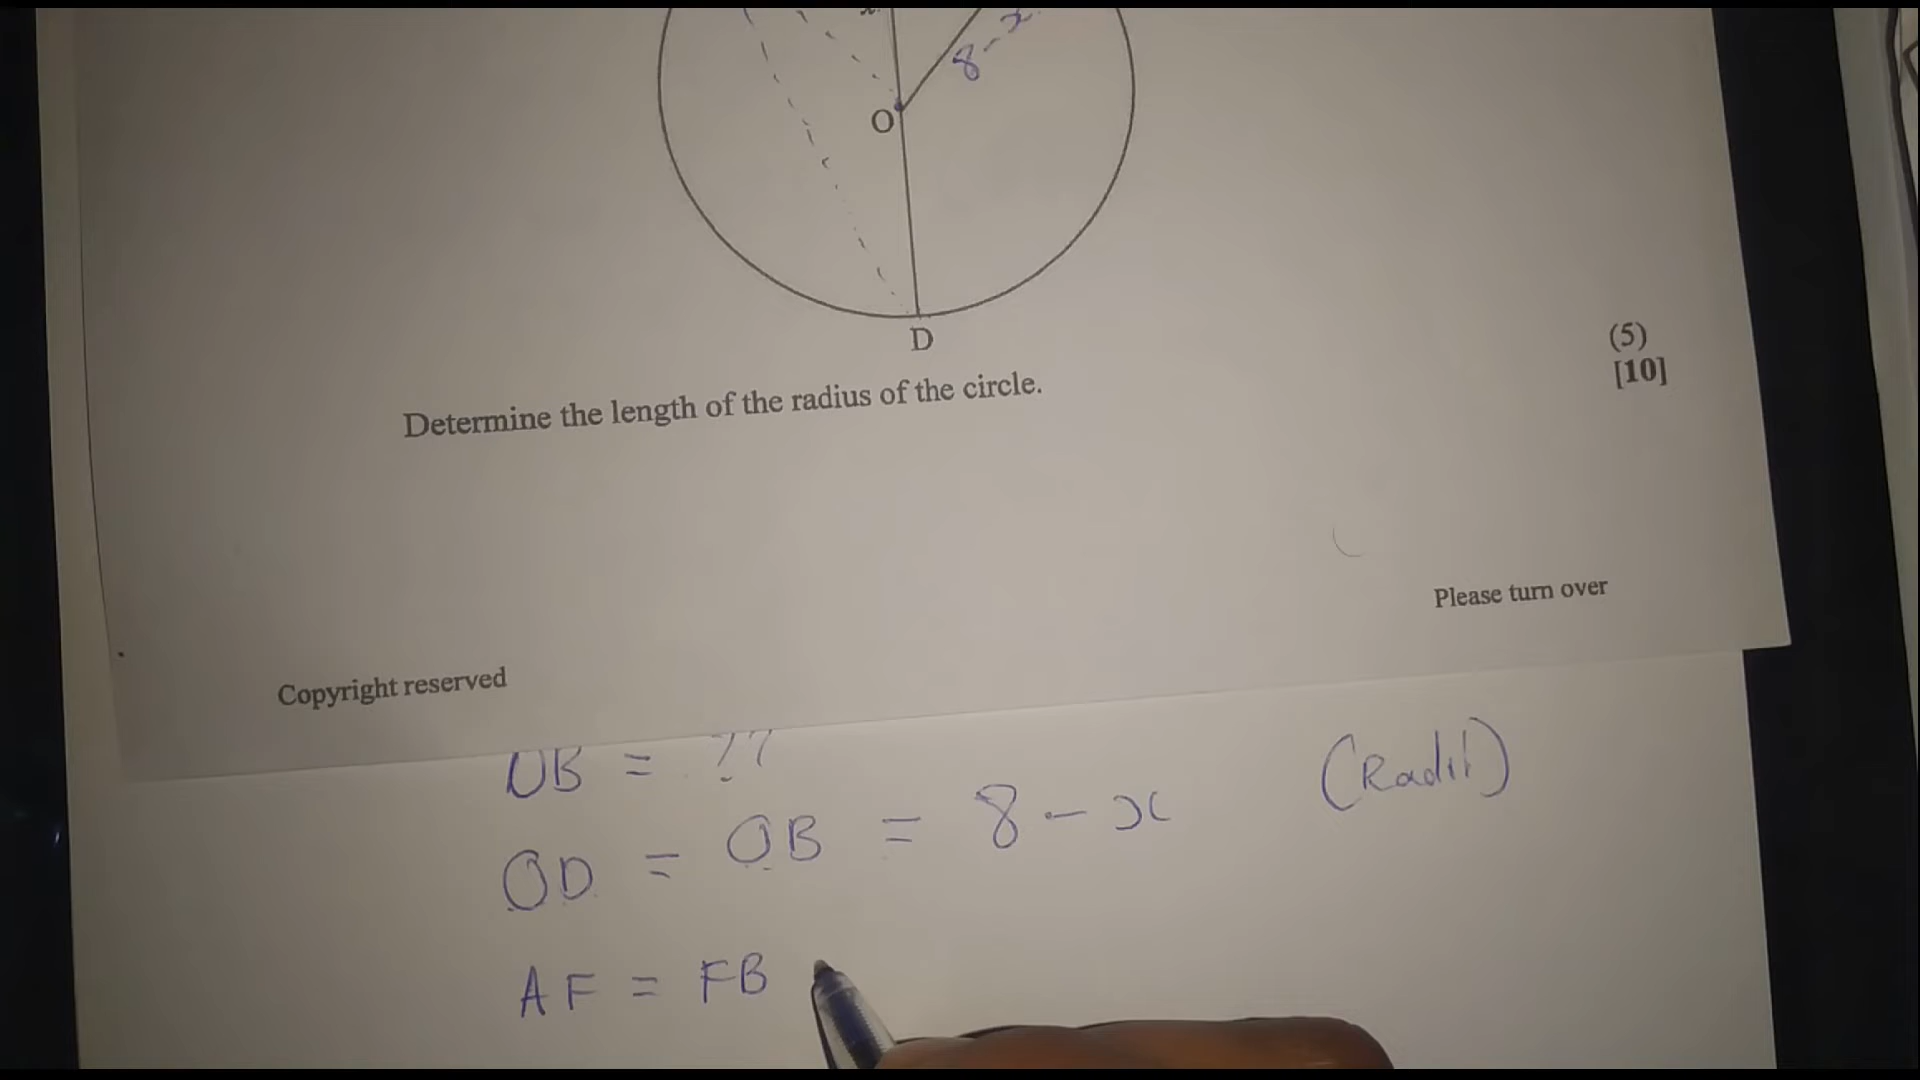 x
8 - x
O
D
(5)
[10]
Determine the length of the radius of the circle.
Please turn over
Copyright reserved
OB = ??
OD = OB = 8 - x (Radii)
AF = FB